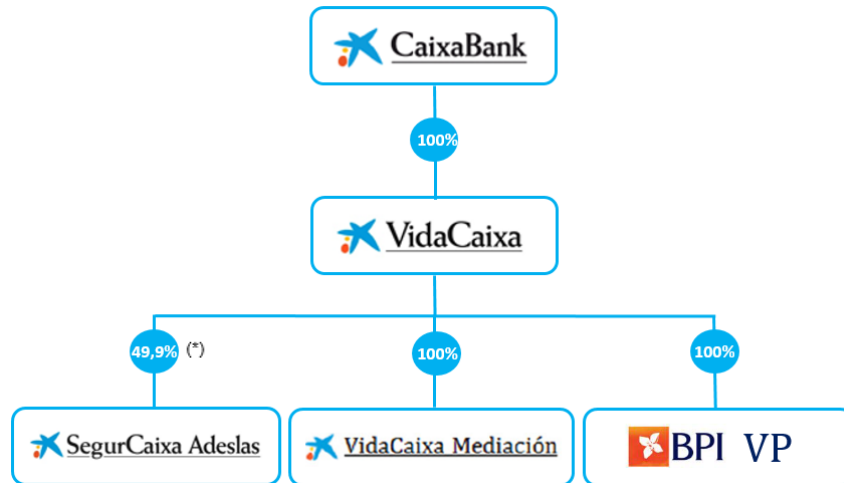 CaixaBank
100%
VidaCaixa
49,9% (*)
100%
100%
SegurCaixa Adeslas
VidaCaixa Mediación
BPI VP